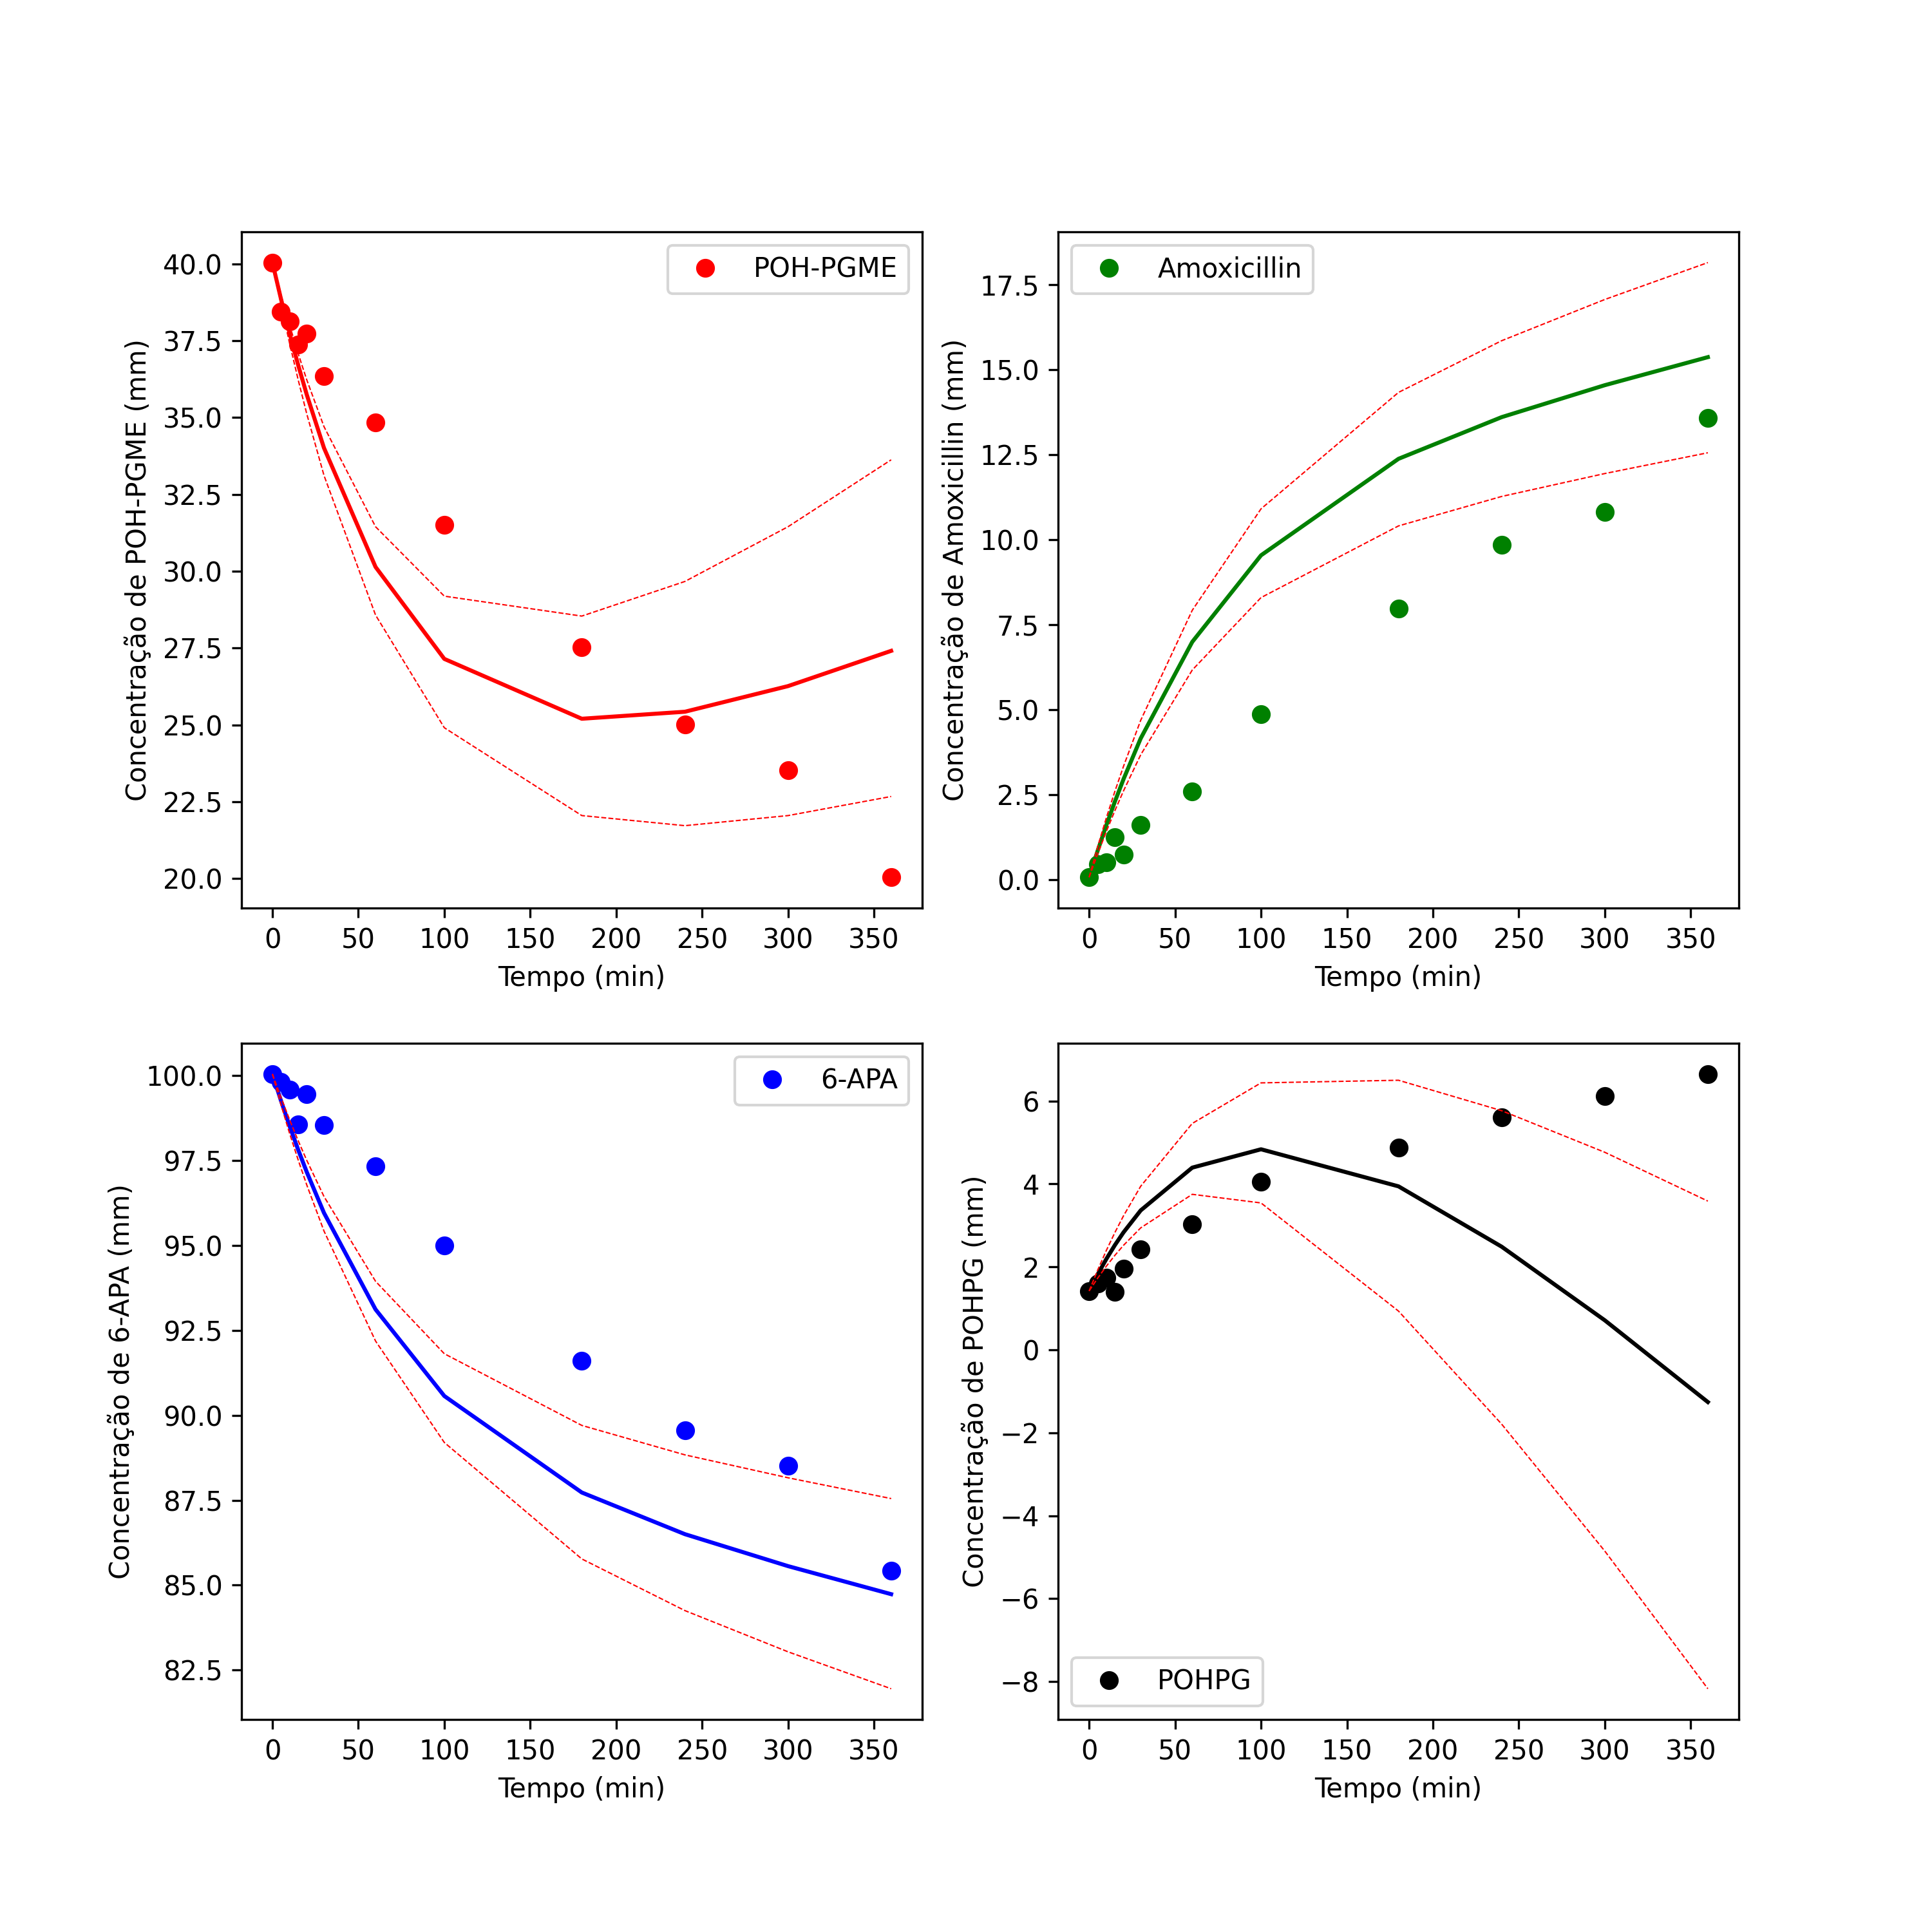 POH-PGME
Concentração de POH-PGME (mm)
40.0
37.5
35.0
32.5
30.0
27.5
25.0
22.5
20.0
0 50 100 150 200 250 300 350
Tempo (min)
Amoxicillin
Concentração de Amoxicillin (mm)
17.5
15.0
12.5
10.0
7.5
5.0
2.5
0.0
0 50 100 150 200 250 300 350
Tempo (min)
6-APA
Concentração de 6-APA (mm)
100.0
97.5
95.0
92.5
90.0
87.5
85.0
82.5
0 50 100 150 200 250 300 350
Tempo (min)
Concentração de POHPG (mm)
6
4
2
0
−2
−4
−6
−8
POHPG
0 50 100 150 200 250 300 350
Tempo (min)